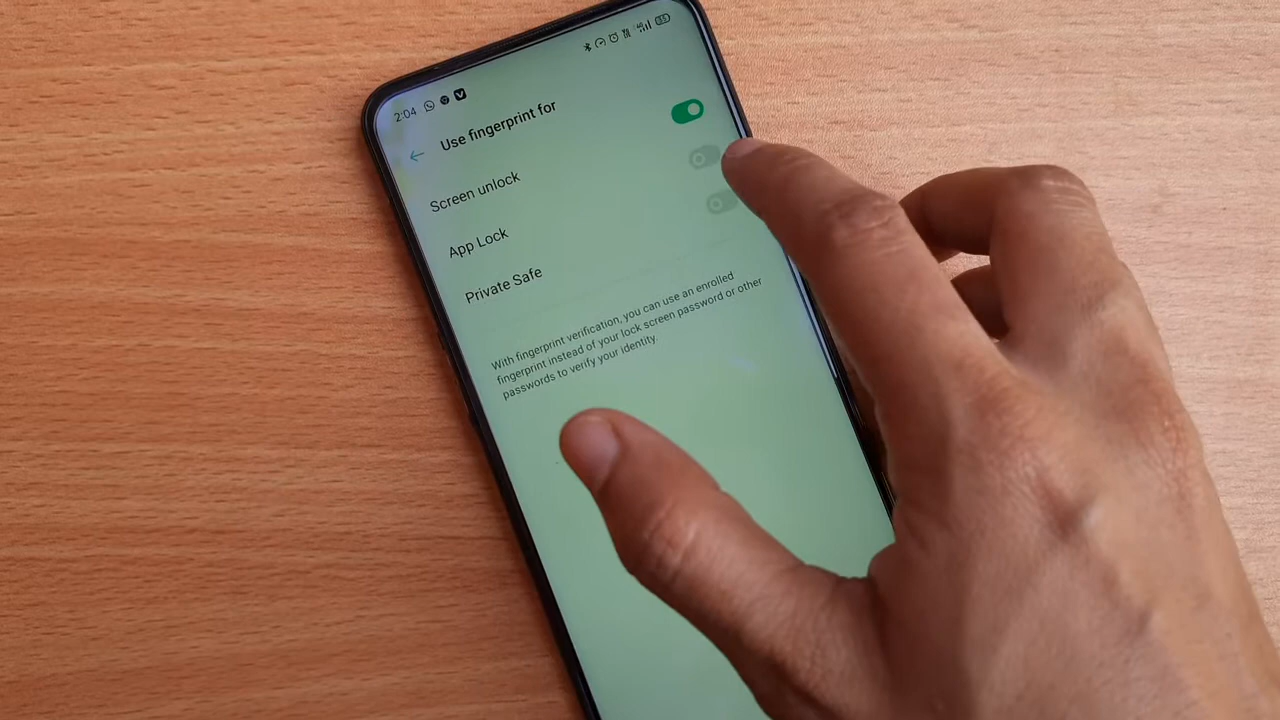 2:04
35
Use fingerprint for
Screen unlock
App Lock
Private Safe
With fingerprint verification, you can use an enrolled
fingerprint instead of your lock screen password or other
passwords to verify your identity.